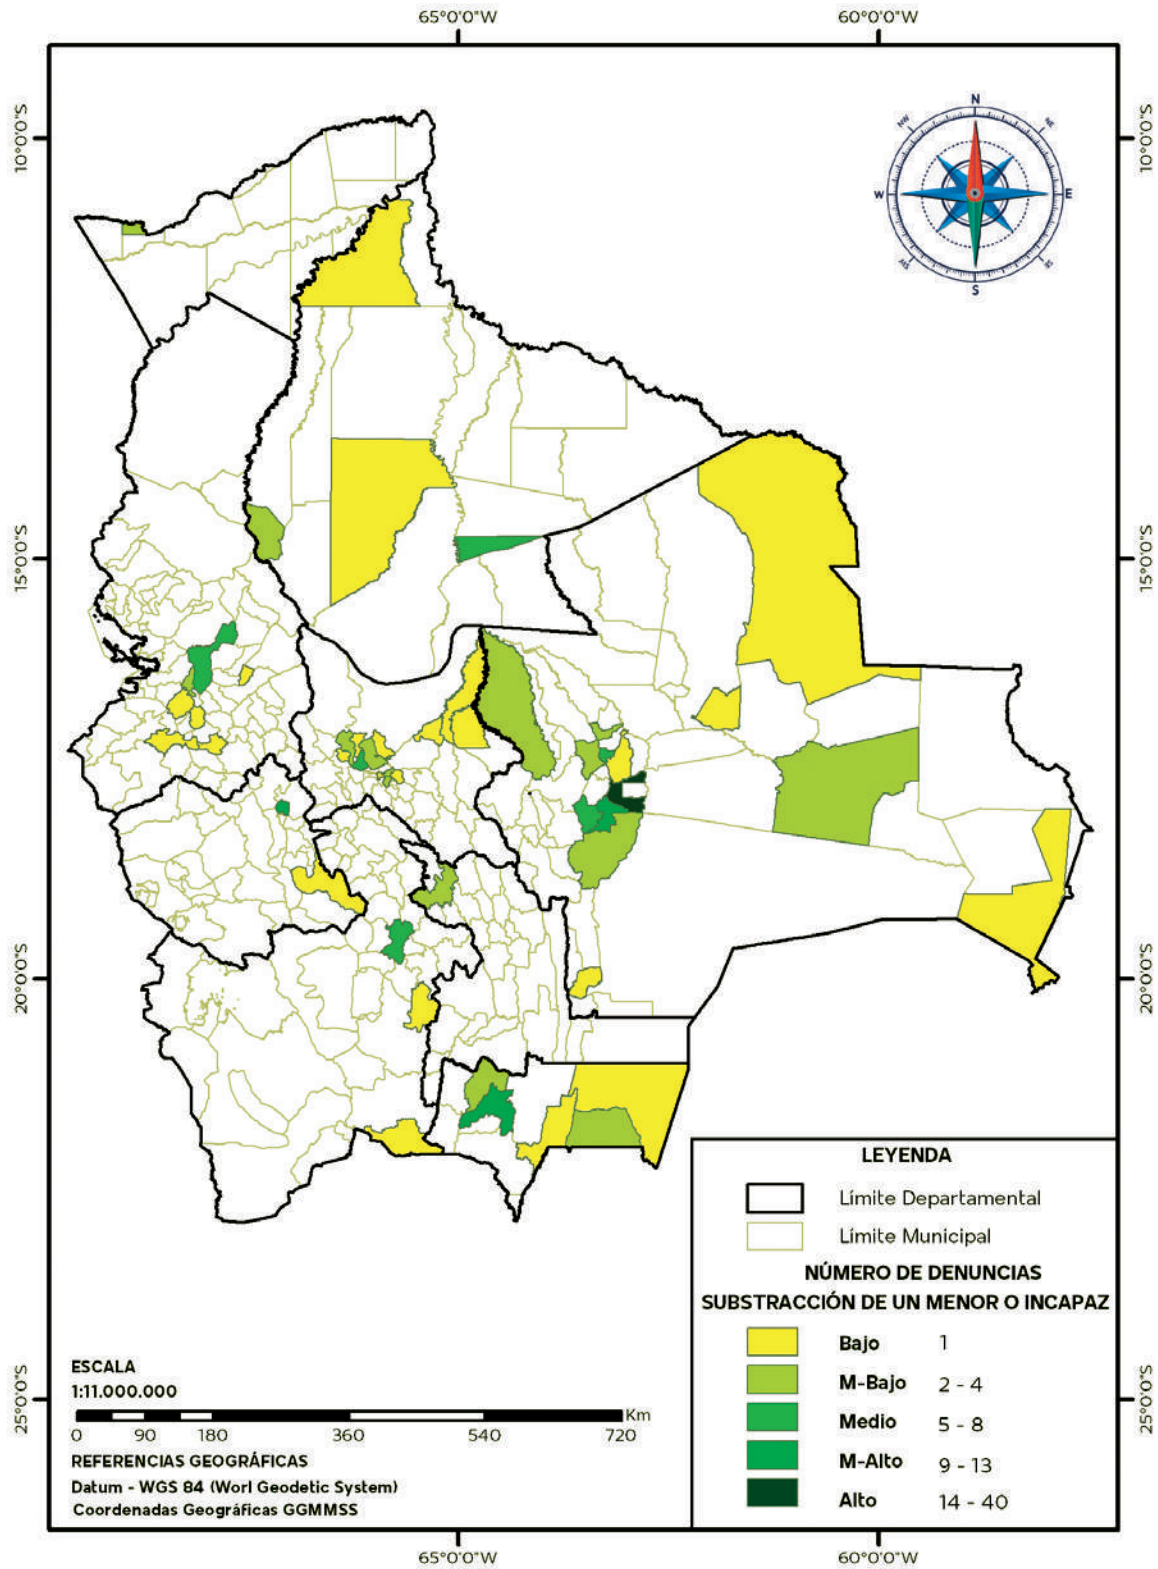 65°0'0"W
60°0'0"W
10°0'0"S
10°0'0"S
N
NW
NE
W
E
SW
SE
S
15°0'0"S
15°0'0"S
20°0'0"S
20°0'0"S
LEYENDA
Límite Departamental
Límite Municipal
NÚMERO DE DENUNCIAS
SUBSTRACCIÓN DE UN MENOR O INCAPAZ
Bajo 1
M-Bajo 2 - 4
Medio 5 - 8
M-Alto 9 - 13
Alto 14 - 40
25°0'0"S
25°0'0"S
ESCALA
1:11.000.000
Km
0 90 180 360 540 720
REFERENCIAS GEOGRÁFICAS
Datum - WGS 84 (Worl Geodetic System)
Coordenadas Geográficas GGMMSS
65°0'0"W
60°0'0"W